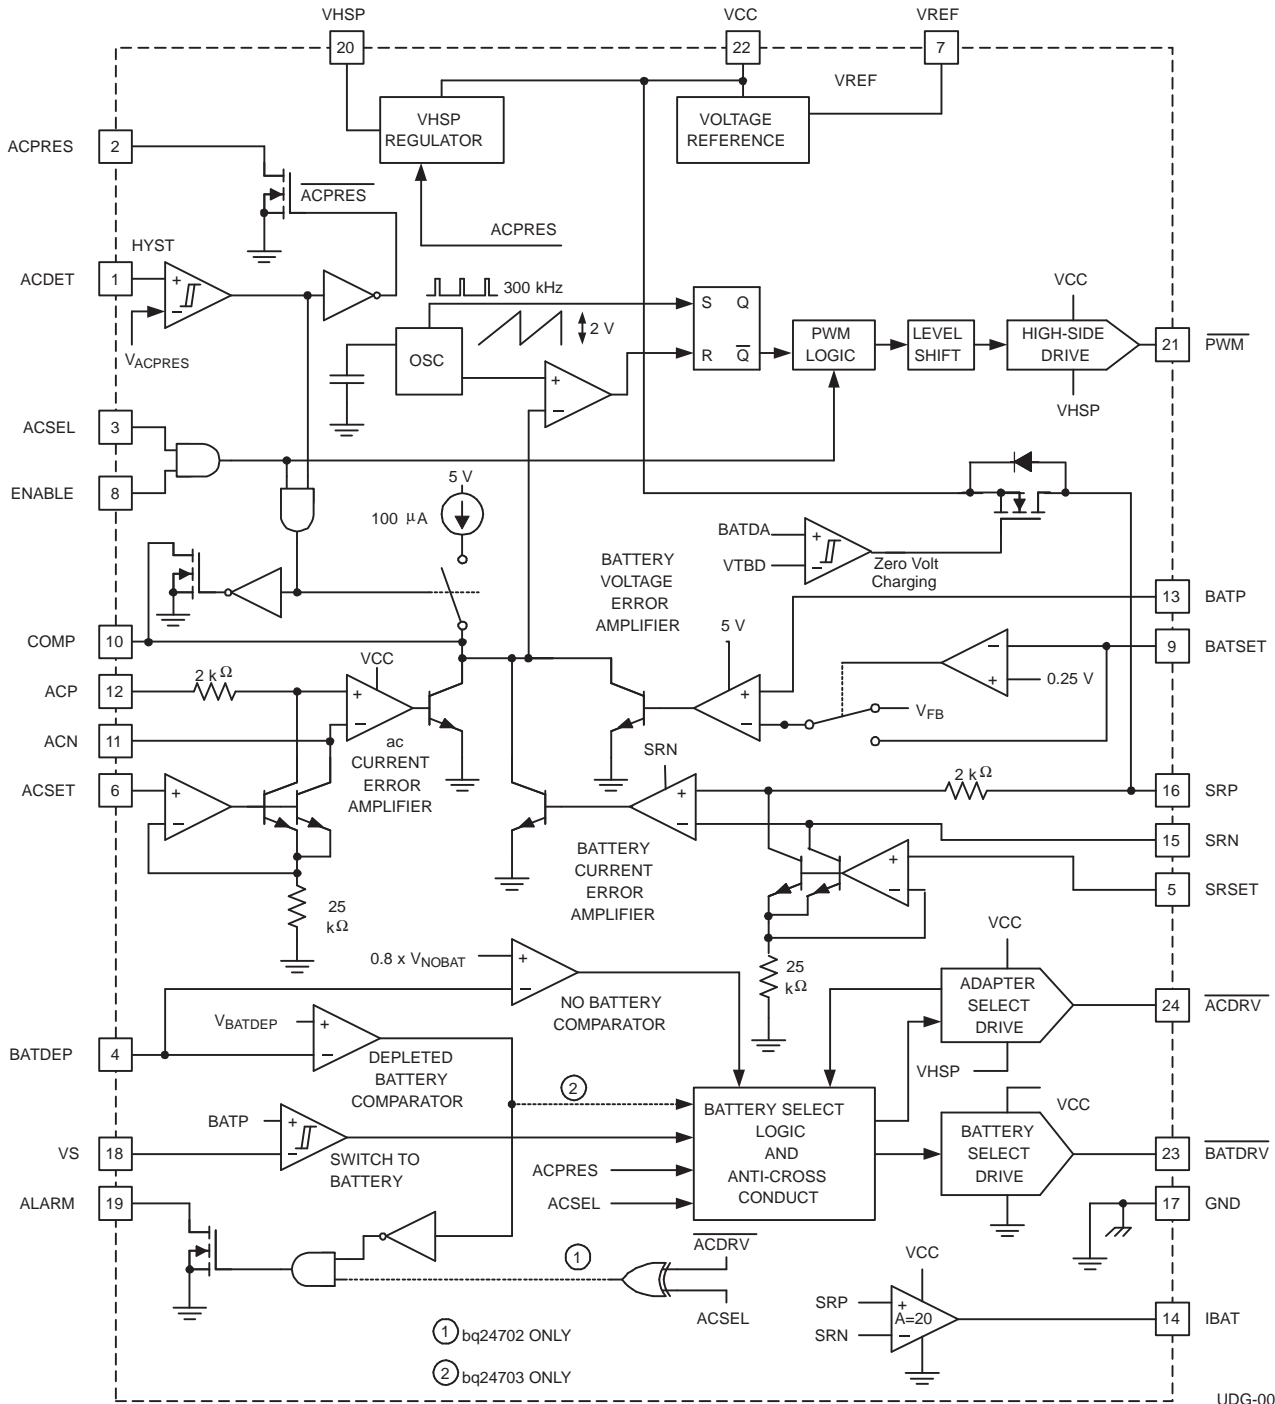 VHSP
VCC
VREF
20
22
7
VREF
VHSP
REGULATOR
VOLTAGE
REFERENCE
ACPRES
2
ACPRES
ACPRES
HYST
ACDET
1
+
−
VACPRES
300 kHz
2 V
OSC
+
−
S Q
R Q
PWM
LOGIC
LEVEL
SHIFT
VCC
HIGH-SIDE
DRIVE
VHSP
21
PWM
ACSEL
3
ENABLE
8
5 V
100 µA
BATDA
VTBD
+
−
Zero Volt
Charging
BATTERY
VOLTAGE
ERROR
AMPLIFIER
13
BATP
COMP
10
5 V
+
−
−
+
0.25 V
9
BATSET
VFB
ACP
12
2 kΩ
VCC
+
−
ACN
11
ac
CURRENT
ERROR
AMPLIFIER
ACSET
6
+
−
25
kΩ
SRN
+
−
2 kΩ
16
SRP
15
SRN
BATTERY
CURRENT
ERROR
AMPLIFIER
+
−
5
SRSET
25
kΩ
0.8 x VNOBAT
+
−
NO BATTERY
COMPARATOR
VCC
ADAPTER
SELECT
DRIVE
VHSP
24
ACDRV
BATDEP
4
VBATDEP
+
−
DEPLETED
BATTERY
COMPARATOR
2
BATTERY SELECT
LOGIC
AND
ANTI-CROSS
CONDUCT
VCC
BATTERY
SELECT
DRIVE
23
BATDRV
BATP
VS
18
+
−
SWITCH TO
BATTERY
ACPRES
ACSEL
17
GND
ALARM
19
1
ACDRV
ACSEL
VCC
SRP
SRN
+
A=20
−
14
IBAT
1 bq24702 ONLY
2 bq24703 ONLY
UDG-00